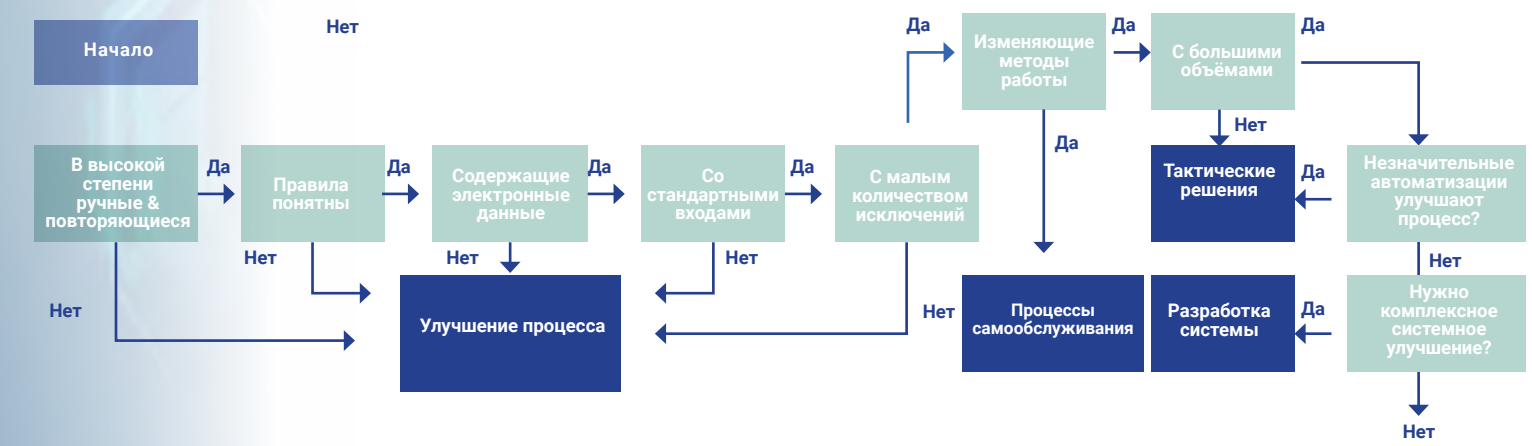 Начало
Нет
Да
Изменяющие
методы
работы
Да
С большими
объёмами
Да
Да
Нет
В высокой
степени
ручные &
повторяющиеся
Да
Правила
понятны
Да
Содержащие
электронные
данные
Да
Со
стандартными
входами
Да
С малым
количеством
исключений
Тактические
решения
Да
Незначительные
автоматизации
улучшают
процесс?
Нет
Нет
Нет
Нет
Нет
Нет
Улучшение процесса
Нет
Процессы
самообслуживания
Разработка
системы
Да
Нужно
комплексное
системное
улучшение?
Нет